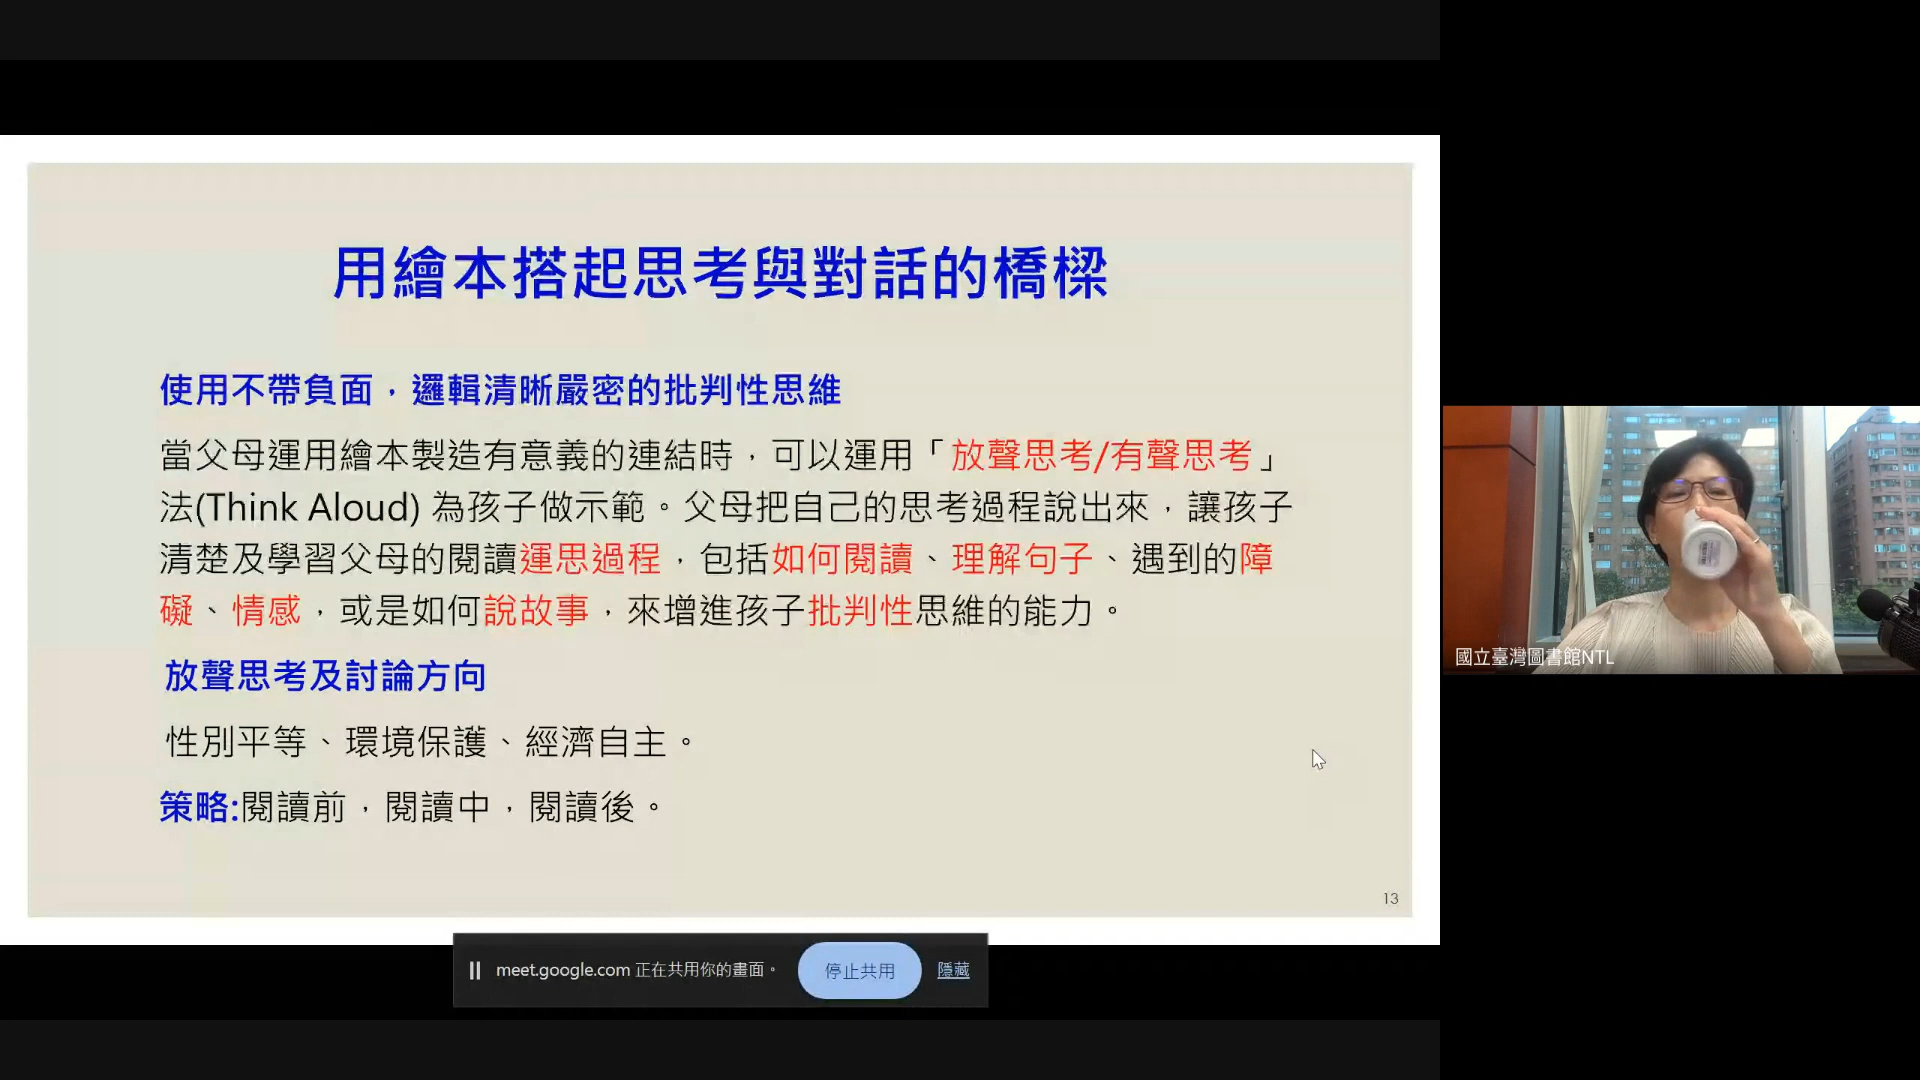 用繪本搭起思考與對話的橋樑
使用不帶負面，邏輯清晰嚴密的批判性思維
當父母運用繪本製造有意義的連結時，可以運用「放聲思考/有聲思考」
法(Think Aloud) 為孩子做示範。父母把自己的思考過程說出來，讓孩子
清楚及學習父母的閱讀運思過程，包括如何閱讀、理解句子、遇到的障
礙、情感，或是如何說故事，來增進孩子批判性思維的能力。
放聲思考及討論方向
性別平等、環境保護、經濟自主。
策略:閱讀前，閱讀中，閱讀後。
13
meet.google.com 正在共用你的畫面。 停止共用 隱藏
國立臺灣圖書館NTL